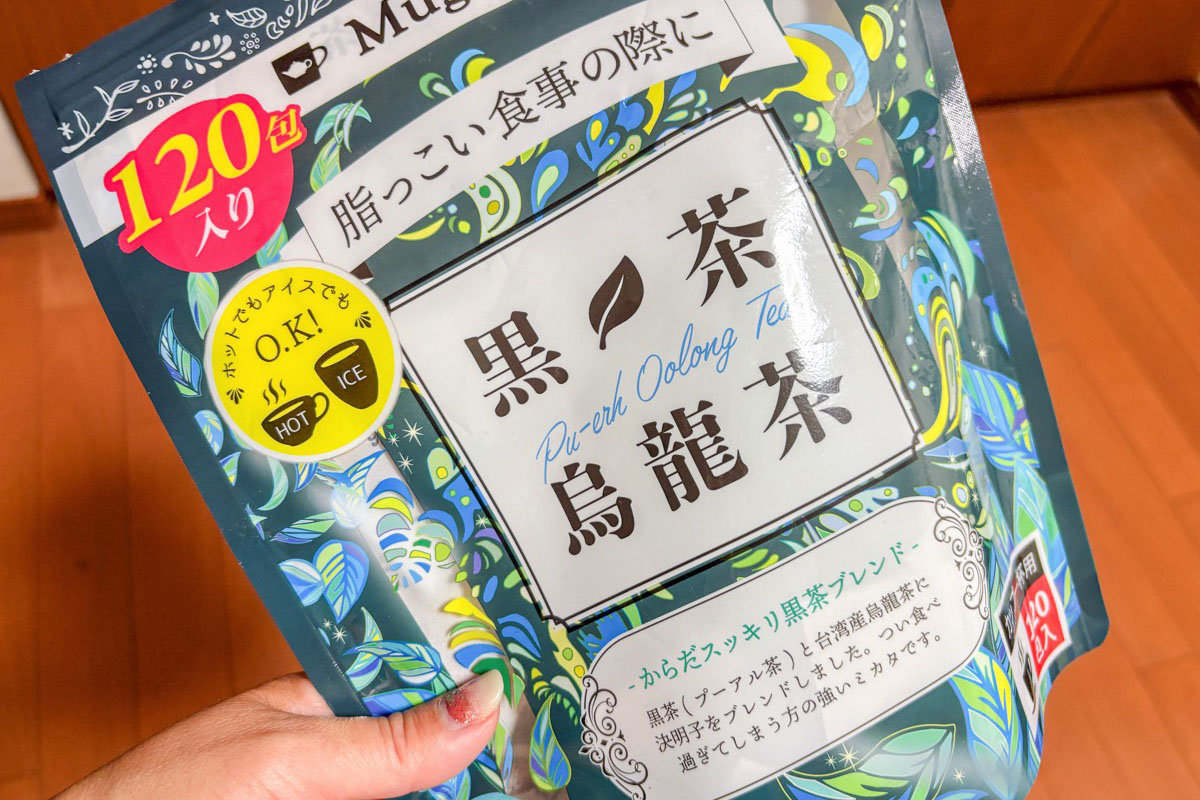 Mug
脂っこい食事の際に
120包
入り
ホットでもアイスでも
O.K!
HOT
ICE
黒茶
Pu-erh Oolong Tea
烏龍茶
-からだスッキリ黒茶ブレンド-
黒茶(プーアル茶)と台湾産烏龍茶に
決明子をブレンドしました。つい食べ
過ぎてしまう方の強いミカタです。
杯用
120
包入